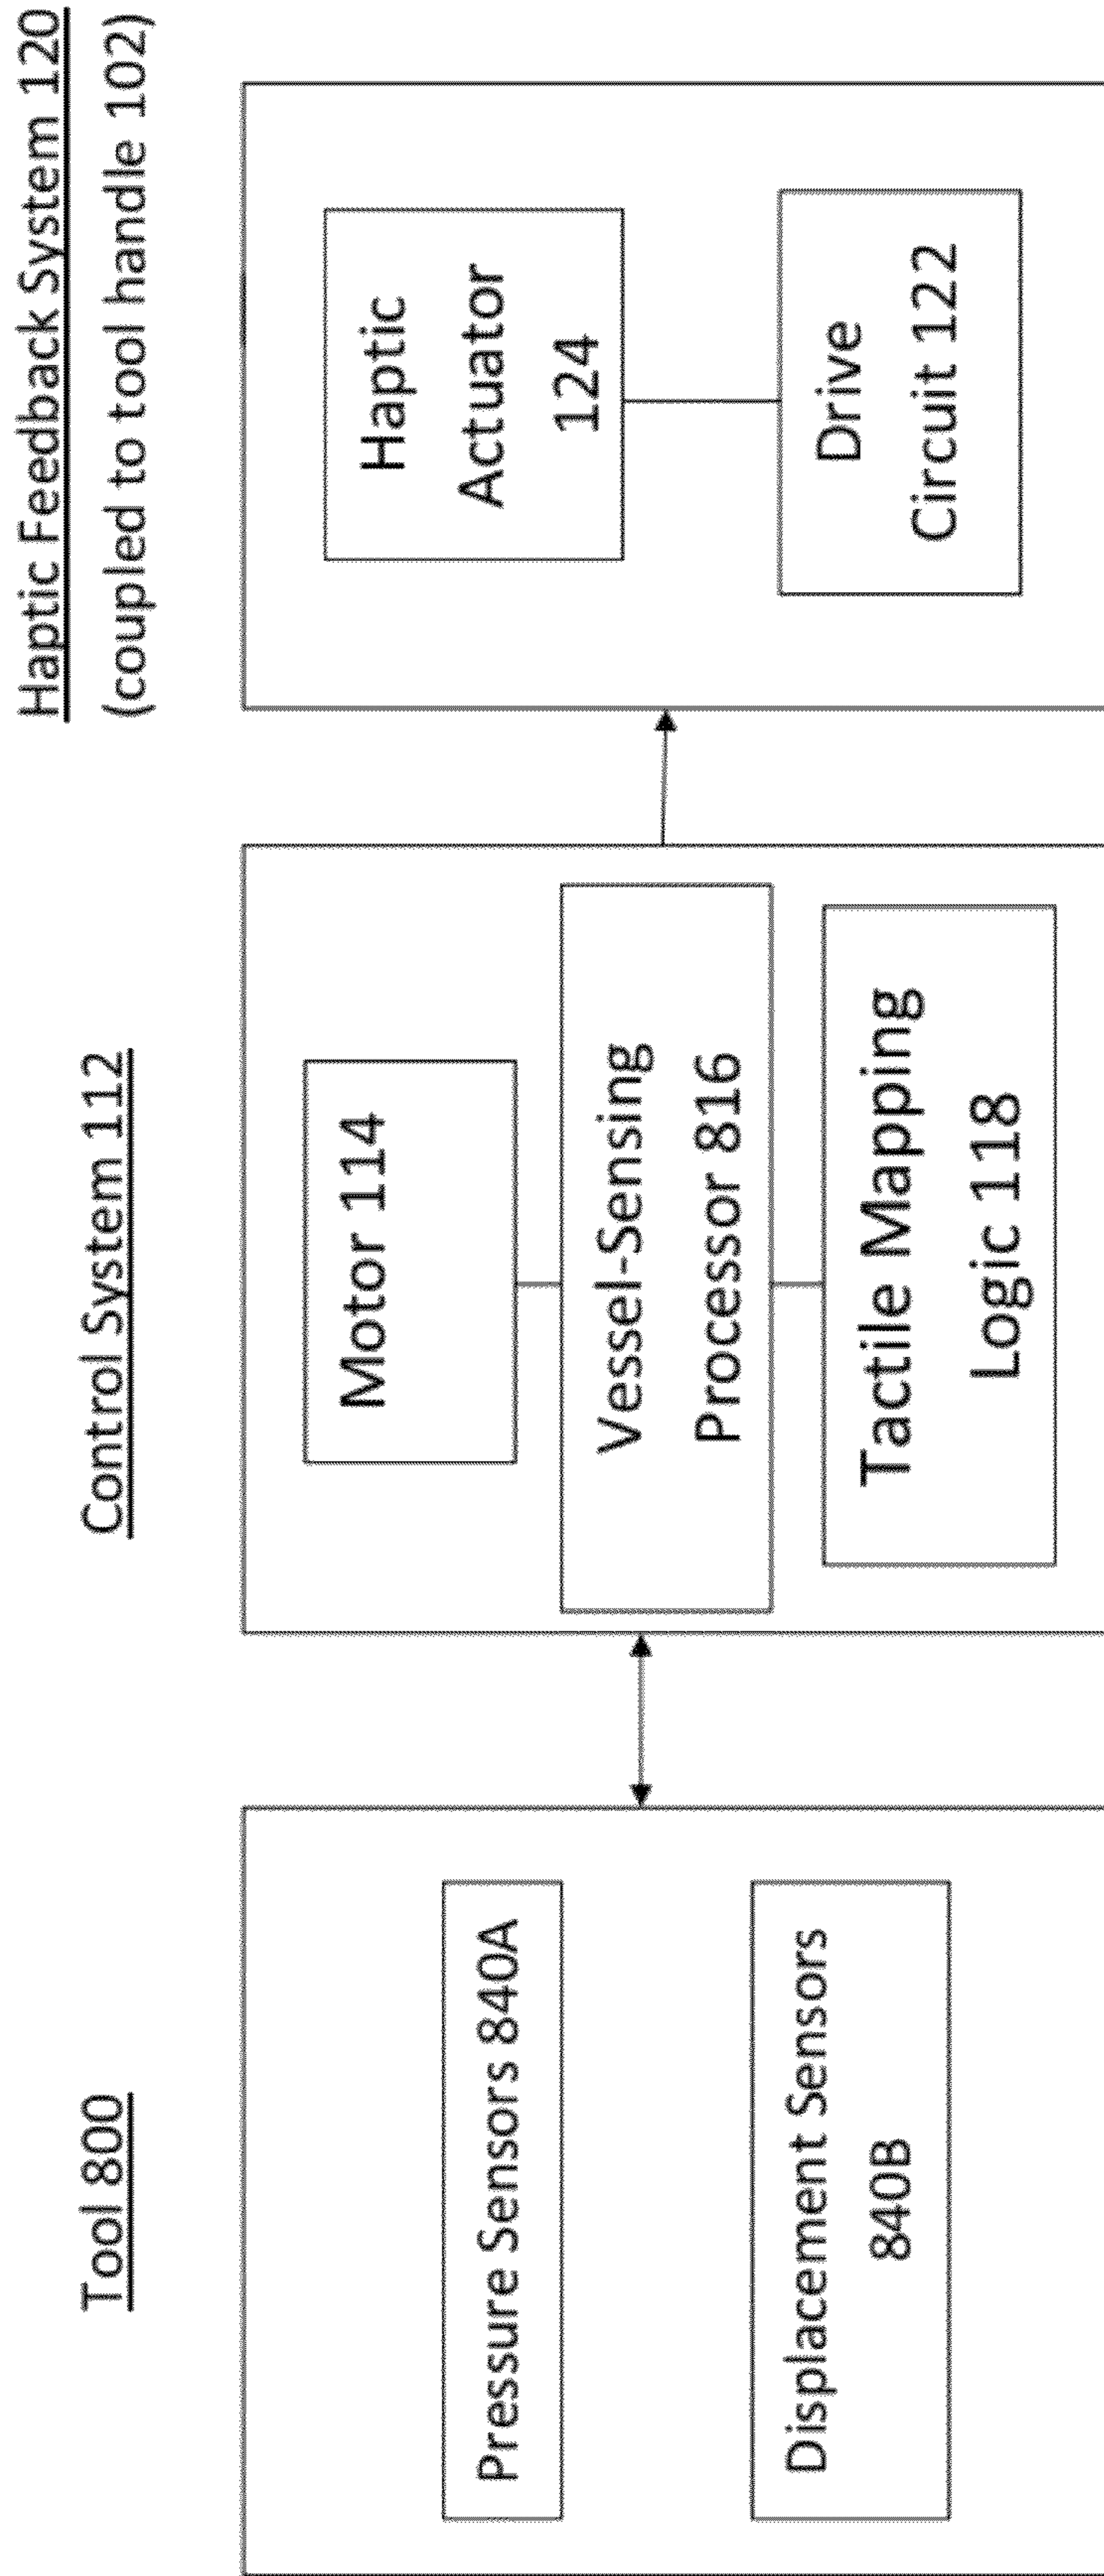 Tool 800
Pressure Sensors 840A
Displacement Sensors
840B
Control System 112
Motor 114
Vessel-Sensing
Processor 816
Tactile Mapping
Logic 118
Haptic Feedback System 120
(coupled to tool handle 102)
Haptic
Actuator
124
Drive
Circuit 122